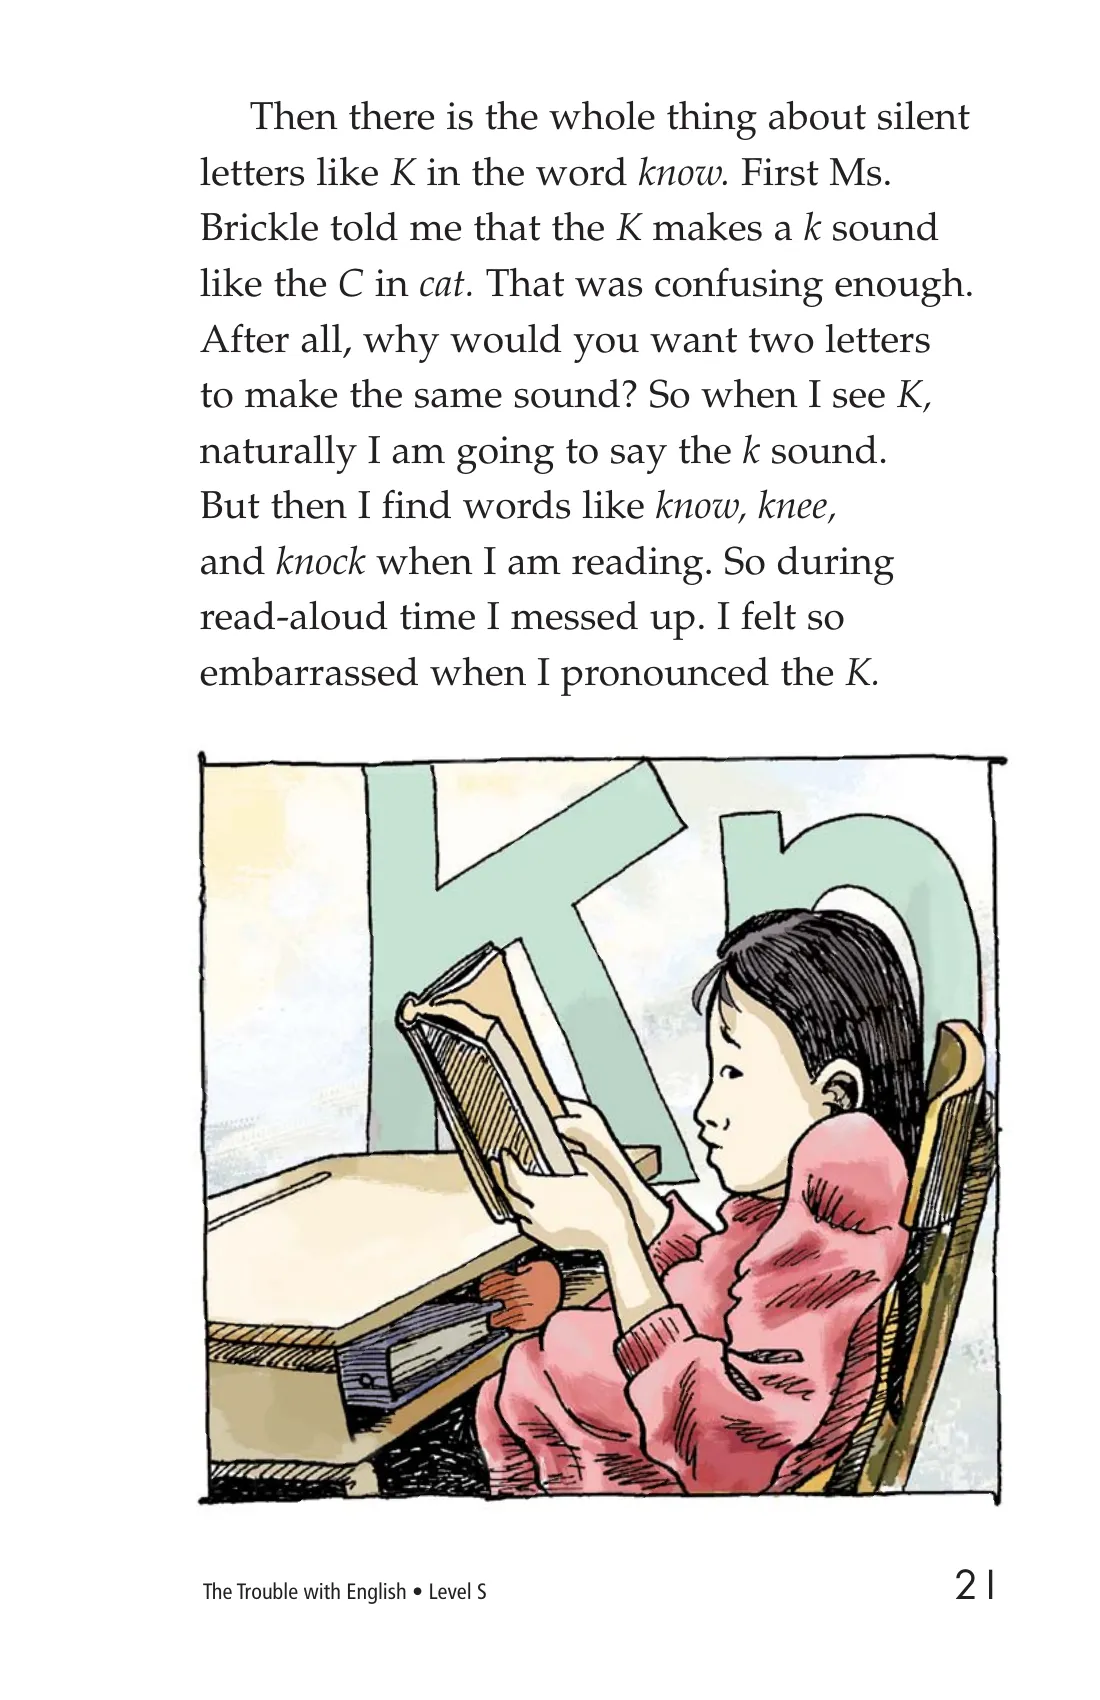 Then there is the whole thing about silent
letters like K in the word know. First Ms.
Brickle told me that the K makes a k sound
like the C in cat. That was confusing enough.
After all, why would you want two letters
to make the same sound? So when I see K,
naturally I am going to say the k sound.
But then I find words like know, knee,
and knock when I am reading. So during
read-aloud time I messed up. I felt so
embarrassed when I pronounced the K.
Kn
The Trouble with English • Level S
21